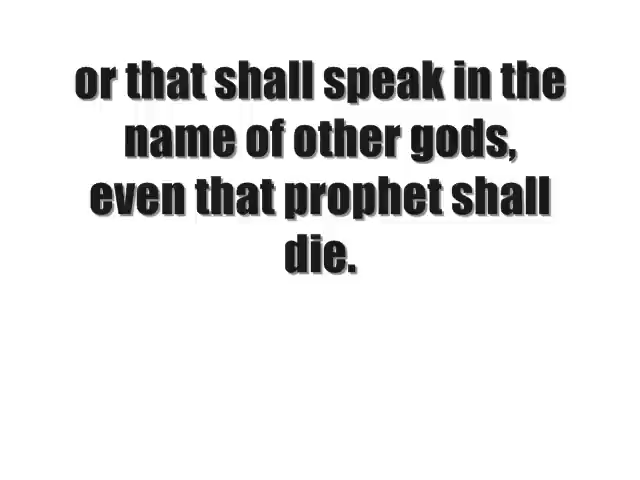 or that shall speak in the
name of other gods,
even that prophet shall
die.